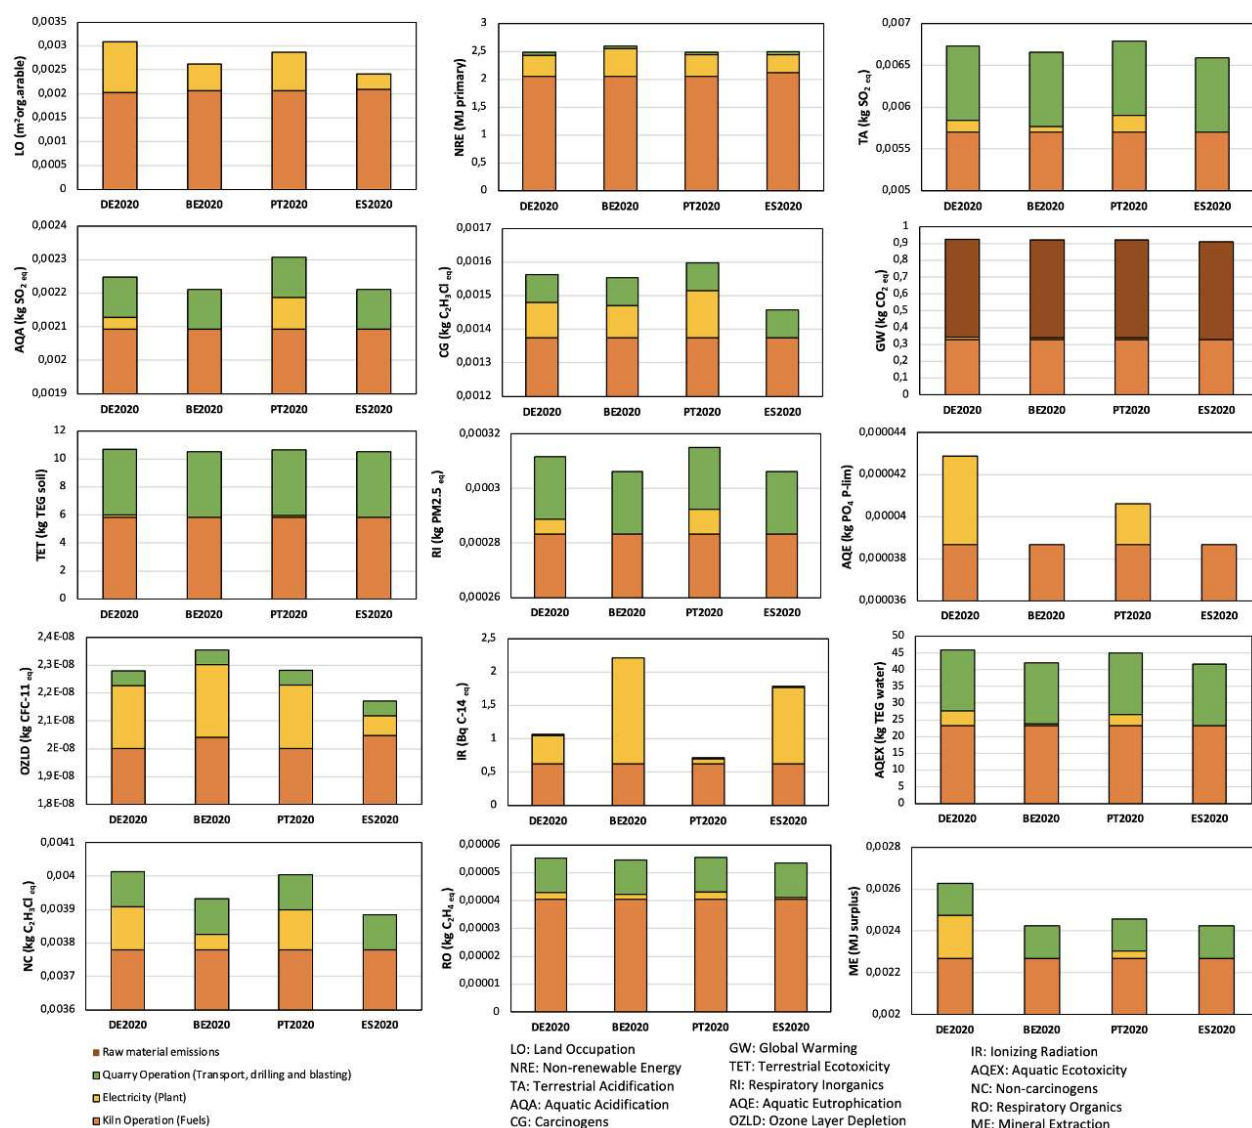 LO (m²org.arable)
0,0035
0,003
0,0025
0,002
0,0015
0,001
0,0005
0
DE2020 BE2020 PT2020 ES2020
NRE (MJ primary)
3
2,5
2
1,5
1
0,5
0
DE2020 BE2020 PT2020 ES2020
TA (kg SO₂ eq)
0,007
0,0065
0,006
0,0055
0,005
DE2020 BE2020 PT2020 ES2020
AQA (kg SO₂ eq)
0,0024
0,0023
0,0022
0,0021
0,002
0,0019
DE2020 BE2020 PT2020 ES2020
CG (kg C₂H₃Cl eq)
0,0017
0,0016
0,0015
0,0014
0,0013
0,0012
DE2020 BE2020 PT2020 ES2020
GW (kg CO₂ eq)
1
0,9
0,8
0,7
0,6
0,5
0,4
0,3
0,2
0,1
0
DE2020 BE2020 PT2020 ES2020
TET (kg TEG soil)
12
10
8
6
4
2
0
DE2020 BE2020 PT2020 ES2020
RI (kg PM2.5 eq)
0,00032
0,0003
0,00028
0,00026
DE2020 BE2020 PT2020 ES2020
AQE (kg PO₄ P-lim)
0,000044
0,000042
0,00004
0,000038
0,000036
DE2020 BE2020 PT2020 ES2020
OZLD (kg CFC-11 eq)
2,4E-08
2,3E-08
2,2E-08
2,1E-08
2E-08
1,9E-08
1,8E-08
DE2020 BE2020 PT2020 ES2020
IR (Bq C-14 eq)
2,5
2
1,5
1
0,5
0
DE2020 BE2020 PT2020 ES2020
AQEX (kg TEG water)
50
45
40
35
30
25
20
15
10
5
0
DE2020 BE2020 PT2020 ES2020
NC (kg C₂H₃Cl eq)
0,0041
0,004
0,0039
0,0038
0,0037
0,0036
DE2020 BE2020 PT2020 ES2020
RO (kg C₂H₄ eq)
0,00006
0,00005
0,00004
0,00003
0,00002
0,00001
0
DE2020 BE2020 PT2020 ES2020
ME (MJ surplus)
0,0028
0,0026
0,0024
0,0022
0,002
DE2020 BE2020 PT2020 ES2020
Raw material emissions
Quarry Operation (Transport, drilling and blasting)
Electricity (Plant)
Kiln Operation (Fuels)
LO: Land Occupation
NRE: Non-renewable Energy
TA: Terrestrial Acidification
AQA: Aquatic Acidification
CG: Carcinogens
GW: Global Warming
TET: Terrestrial Ecotoxicity
RI: Respiratory Inorganics
AQE: Aquatic Eutrophication
OZLD: Ozone Layer Depletion
IR: Ionizing Radiation
AQEX: Aquatic Ecotoxicity
NC: Non-carcinogens
RO: Respiratory Organics
ME: Mineral Extraction